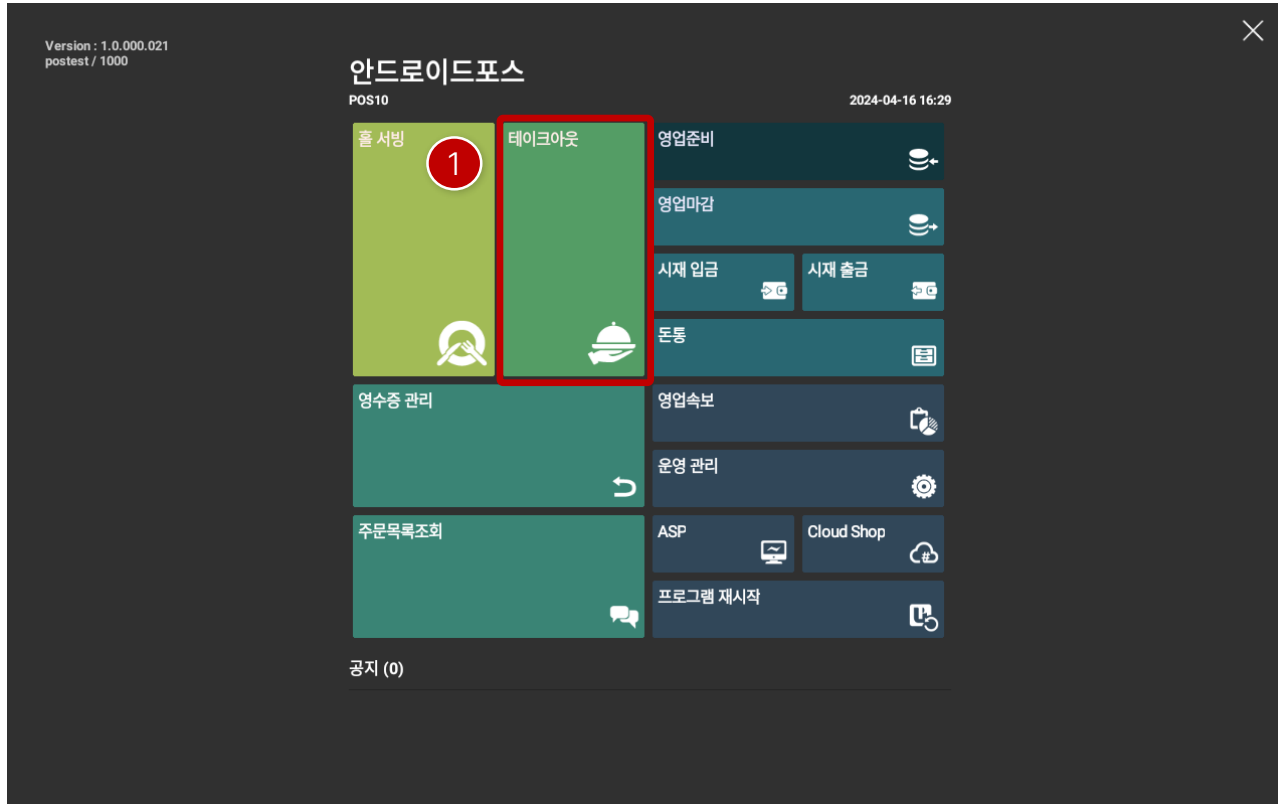 Version : 1.0.000.021
postest / 1000
안드로이드포스
POS10
2024-04-16 16:29
홀 서빙
1
테이크아웃
영업준비
영업마감
시재 입금
시재 출금
돈통
영수증 관리
영업속보
운영 관리
주문목록조회
ASP
Cloud Shop
프로그램 재시작
공지 (0)